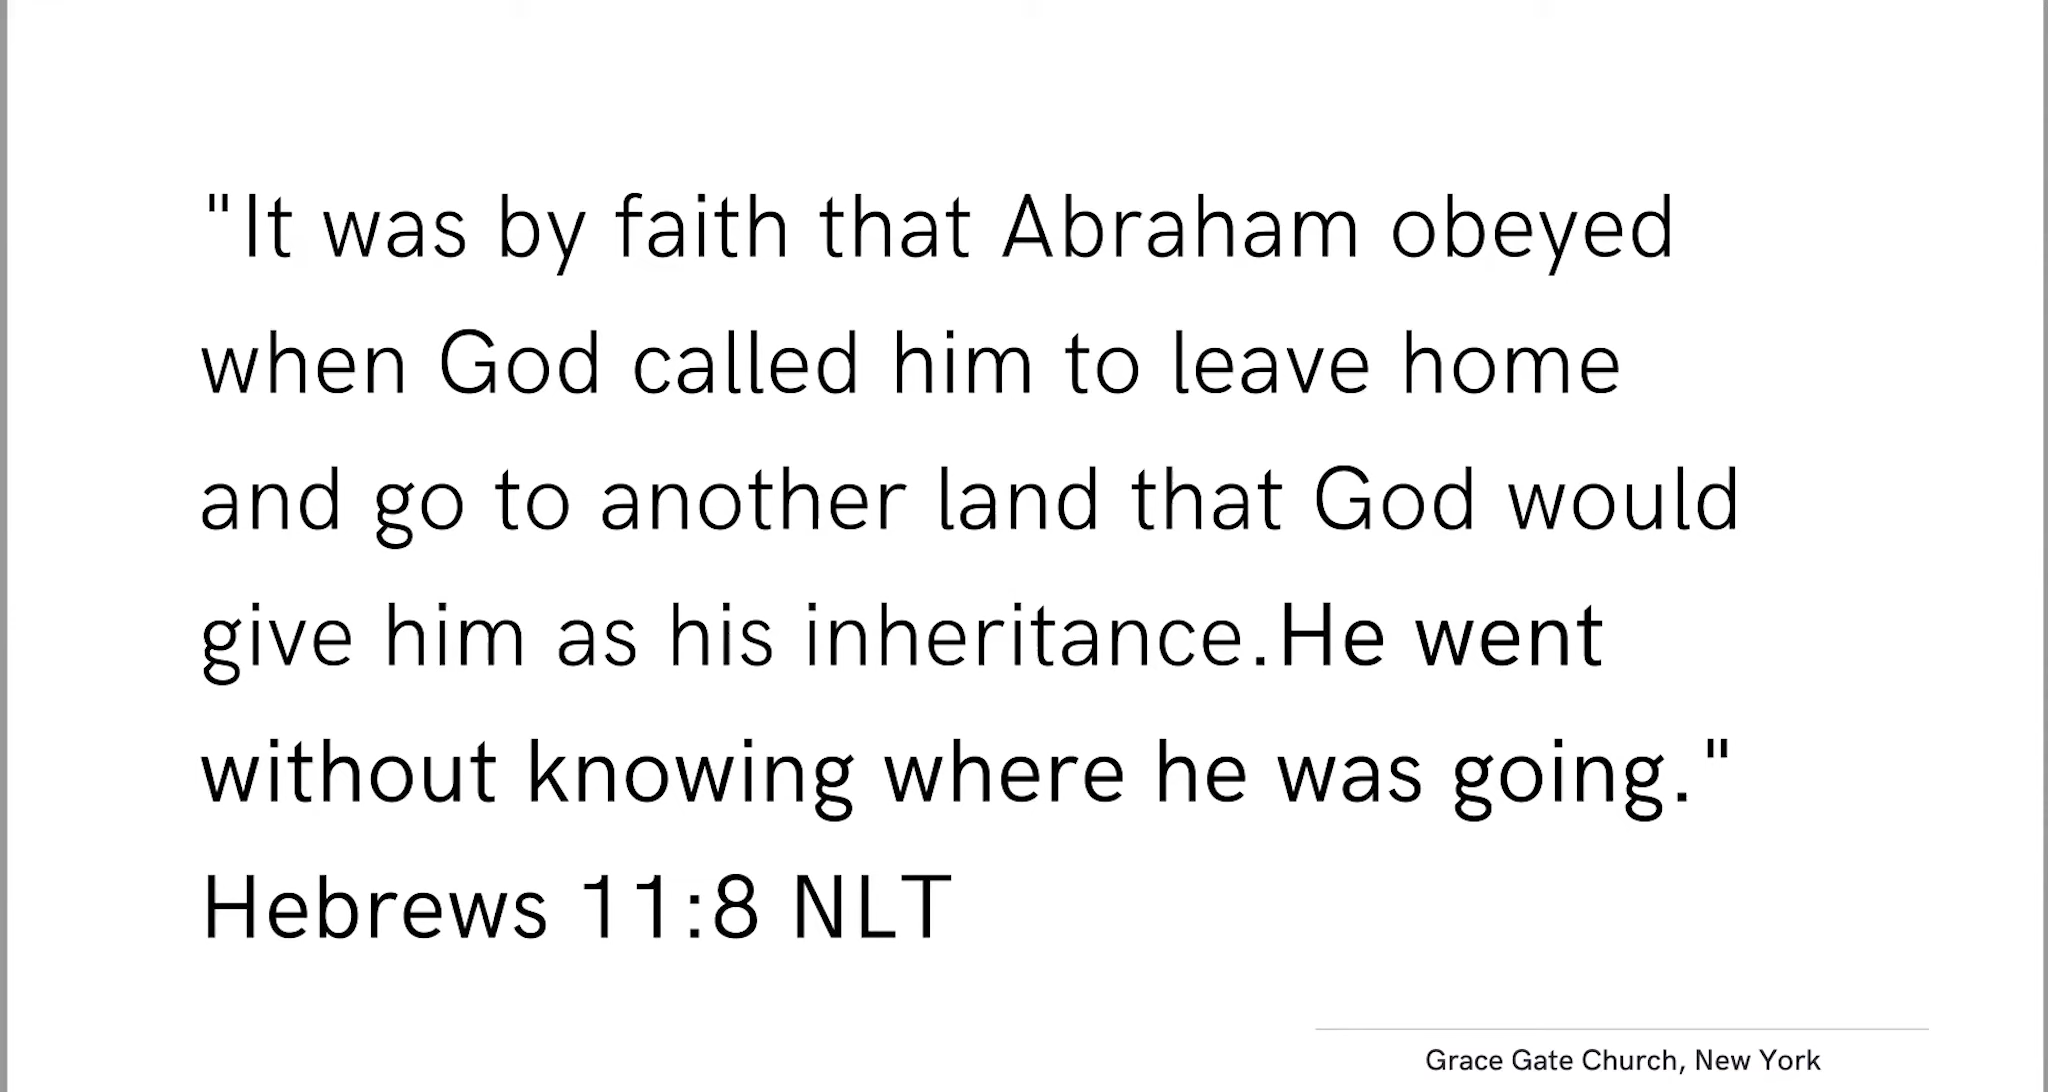 "It was by faith that Abraham obeyed
when God called him to leave home
and go to another land that God would
give him as his inheritance.He went
without knowing where he was going."
Hebrews 11:8 NLT
Grace Gate Church, New York